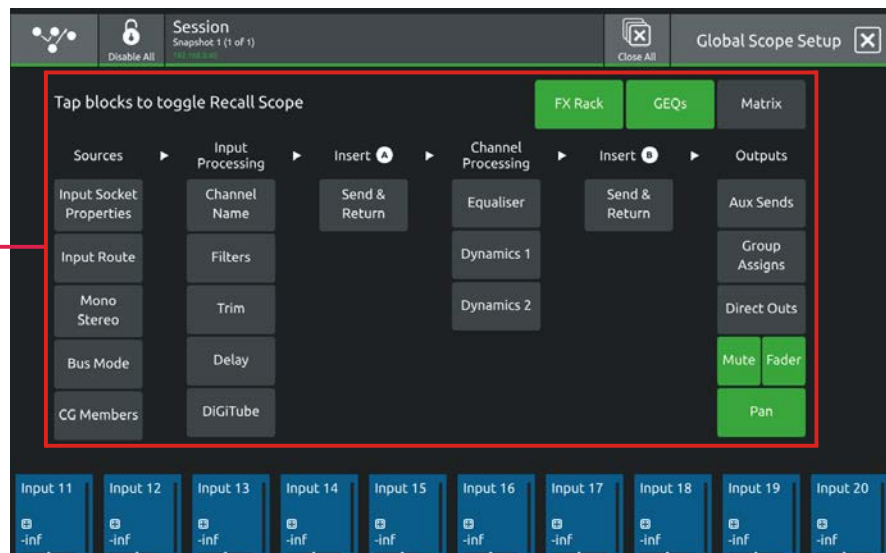 Disable All
Session
Snapshot 1 (1 of 1)
Close All
Global Scope Setup
Tap blocks to toggle Recall Scope
FX Rack
GEQs
Matrix
Sources
Input
Processing
Insert A
Channel
Processing
Insert B
Outputs
Input Socket
Properties
Channel
Name
Send &
Return
Equaliser
Send &
Return
Aux Sends
Input Route
Filters
Dynamics 1
Group
Assigns
Mono
Stereo
Trim
Dynamics 2
Direct Outs
Bus Mode
Delay
Mute
Fader
CG Members
DiGiTube
Pan
Input 11
Input 12
Input 13
Input 14
Input 15
Input 16
Input 17
Input 18
Input 19
Input 20
-inf
-inf
-inf
-inf
-inf
-inf
-inf
-inf
-inf
-inf